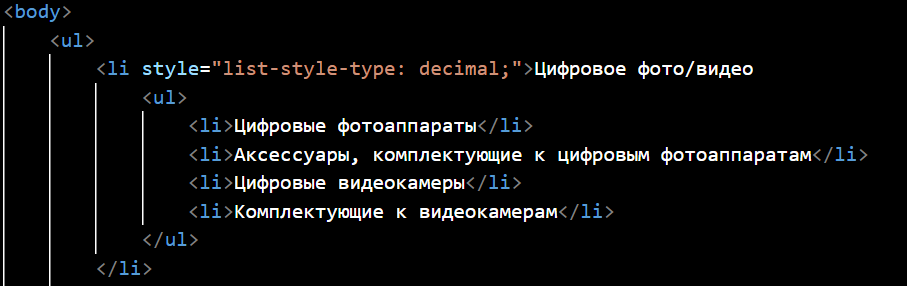 <body>
<ul>
<li style="list-style-type: decimal;">Цифровое фото/видео
<ul>
<li>Цифровые фотоаппараты</li>
<li>Аксессуары, комплектующие к цифровым фотоаппаратам</li>
<li>Цифровые видеокамеры</li>
<li>Комплектующие к видеокамерам</li>
</ul>
</li>